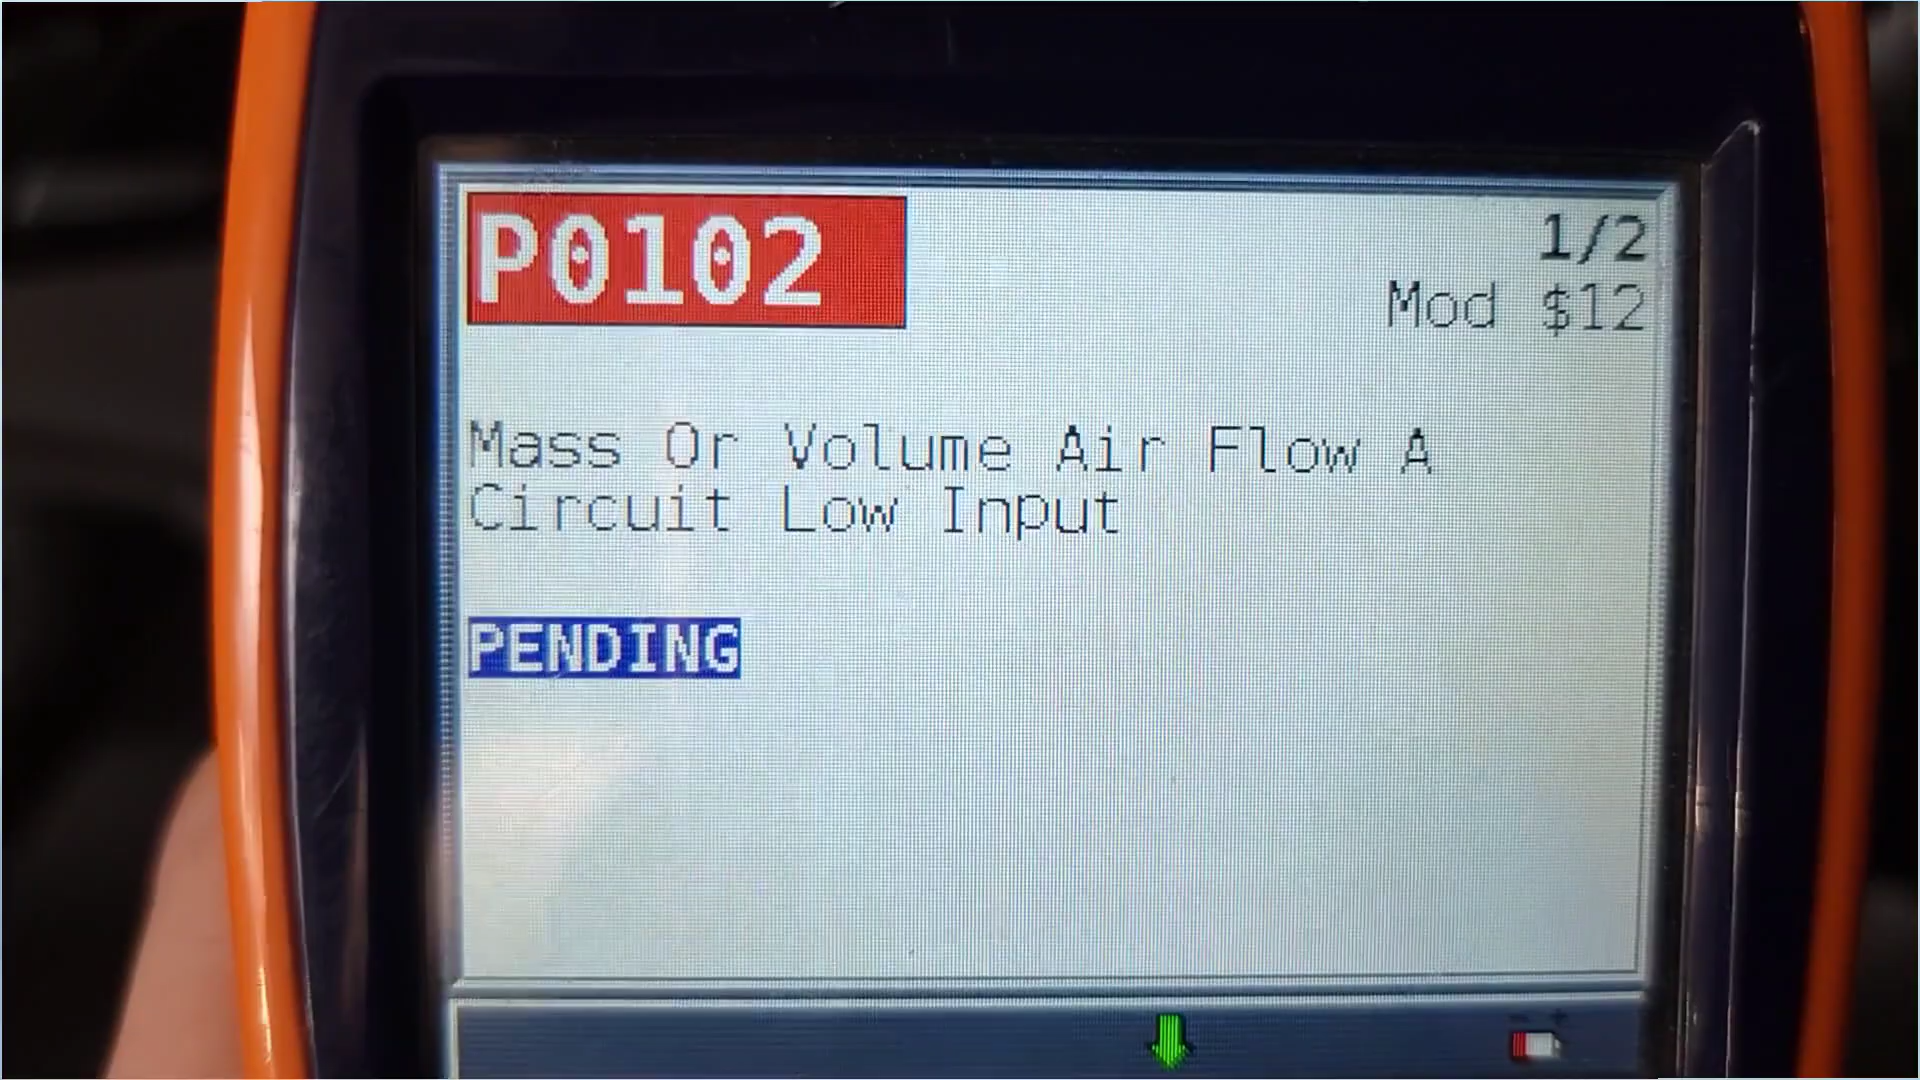 P0102
1/2
Mod $12
Mass Or Volume Air Flow A
Circuit Low Input
PENDING